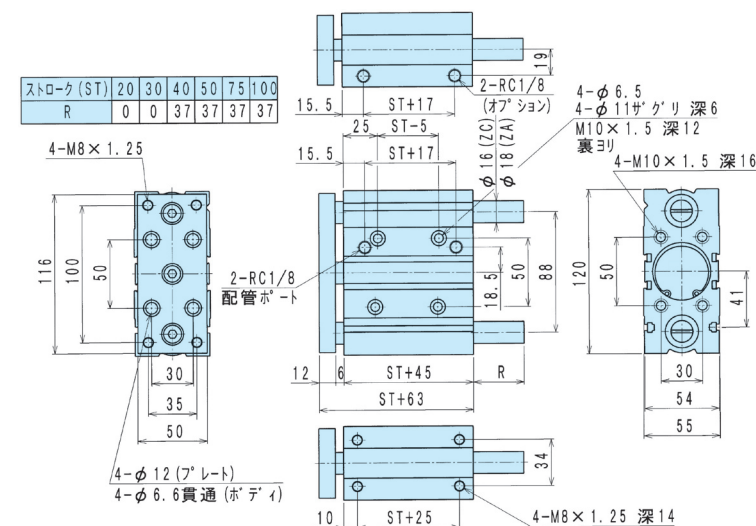 19
2-RC1/8
(オプション)
15.5
ST+17
ストローク(ST) 20 30 40 50 75 100
R 0 0 37 37 37 37
4-φ6.5
4-φ11ザグリ 深6
M10×1.5 深12
裏ヨリ
25
ST-5
φ16(ZC)
φ18(ZA)
4-M8×1.25
15.5
ST+17
4-M10×1.5 深16
116
100
50
2-RC1/8
配管ポート
18.5
50
88
120
50
41
30
35
50
12
6
ST+45
R
ST+63
30
54
55
4-φ12(プレート)
4-φ6.6貫通(ボディ)
34
10
ST+25
4-M8×1.25 深14